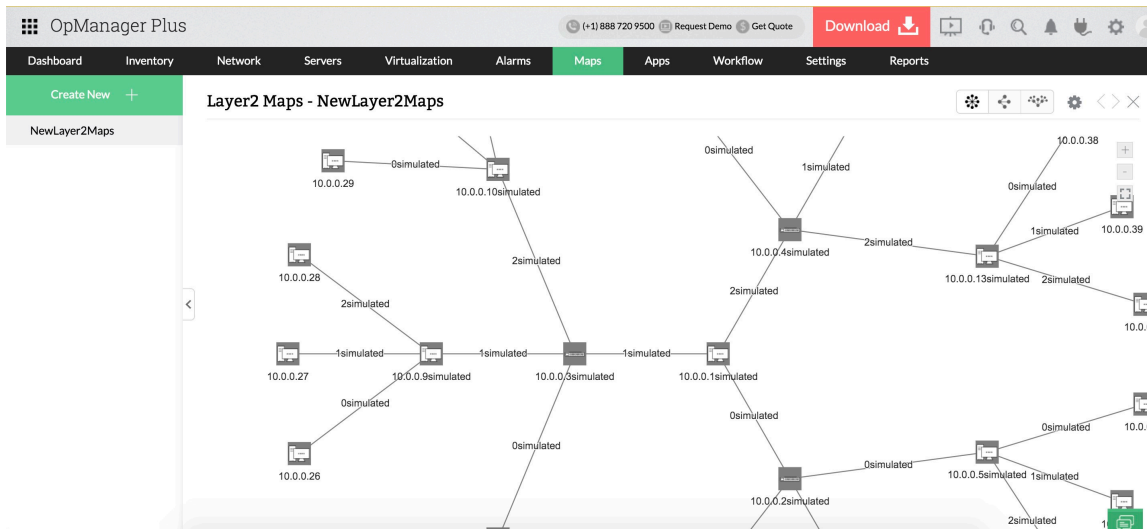 OpManager Plus
(+1) 888 720 9500 Request Demo Get Quote Download
Dashboard Inventory Network Servers Virtualization Alarms Maps Apps Workflow Settings Reports
Create New +
NewLayer2Maps
Layer2 Maps - NewLayer2Maps
10.0.0.38
0simulated
1simulated
0simulated
10.0.0.29
10.0.0.10simulated
0simulated
1simulated
10.0.0.39
10.0.0.4simulated
2simulated
2simulated
10.0.0.28
10.0.0.13simulated
2simulated
2simulated
2simulated
10.0.
1simulated
1simulated
1simulated
10.0.0.27
10.0.0.9simulated
10.0.0.3simulated
10.0.0.1simulated
0simulated
0simulated
0simulated
10.0.
0simulated
0simulated
10.0.0.26
10.0.0.5simulated
1simulated
10.0.0.2simulated
2simulated